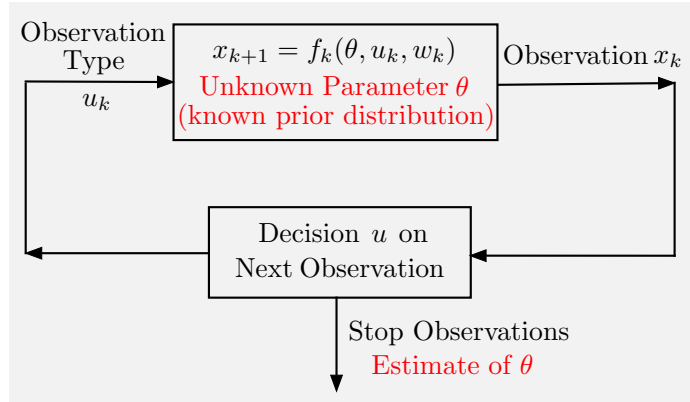 Observation
Type
u_k
x_{k+1} = f_k(θ, u_k, w_k)
Unknown Parameter θ
(known prior distribution)
Observation x_k
Decision u on
Next Observation
Stop Observations
Estimate of θ